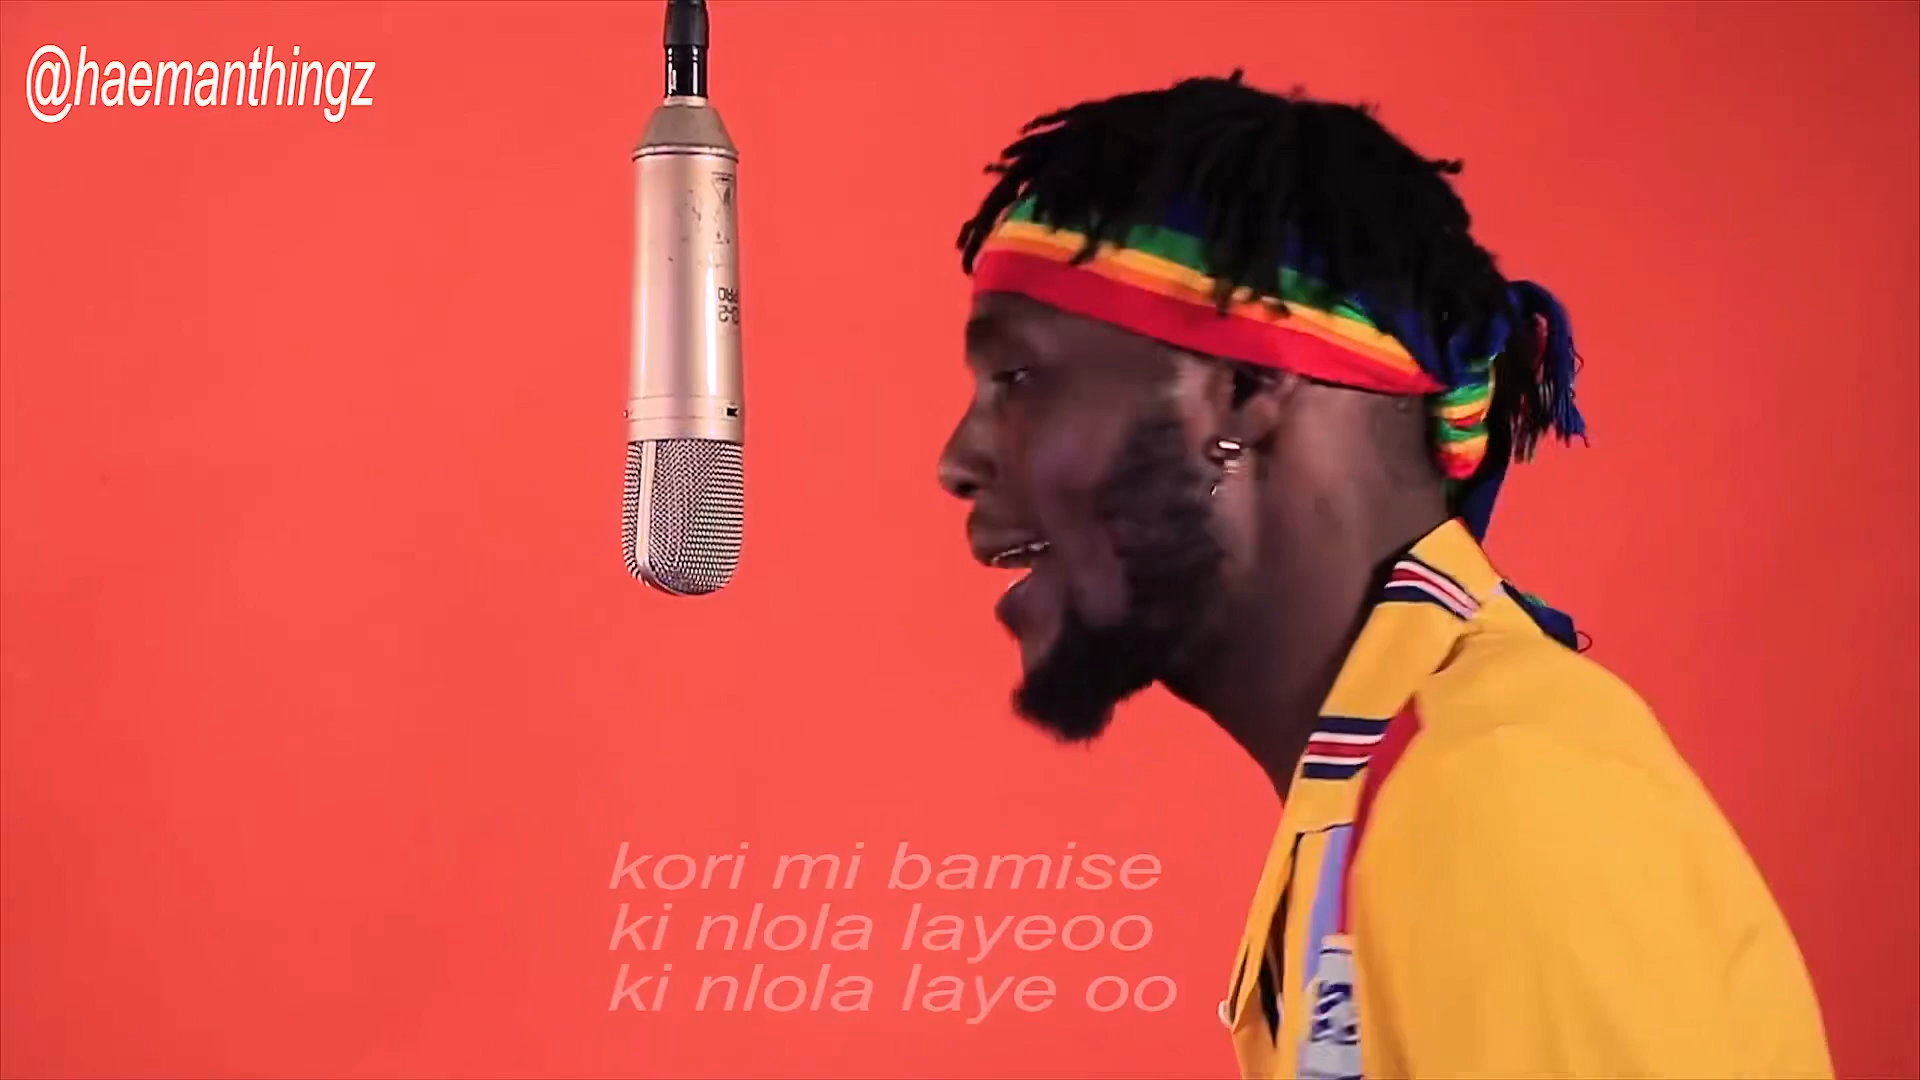 @haemanthingz
kori mi bamise
ki nlola layeoo
ki nlola laye oo